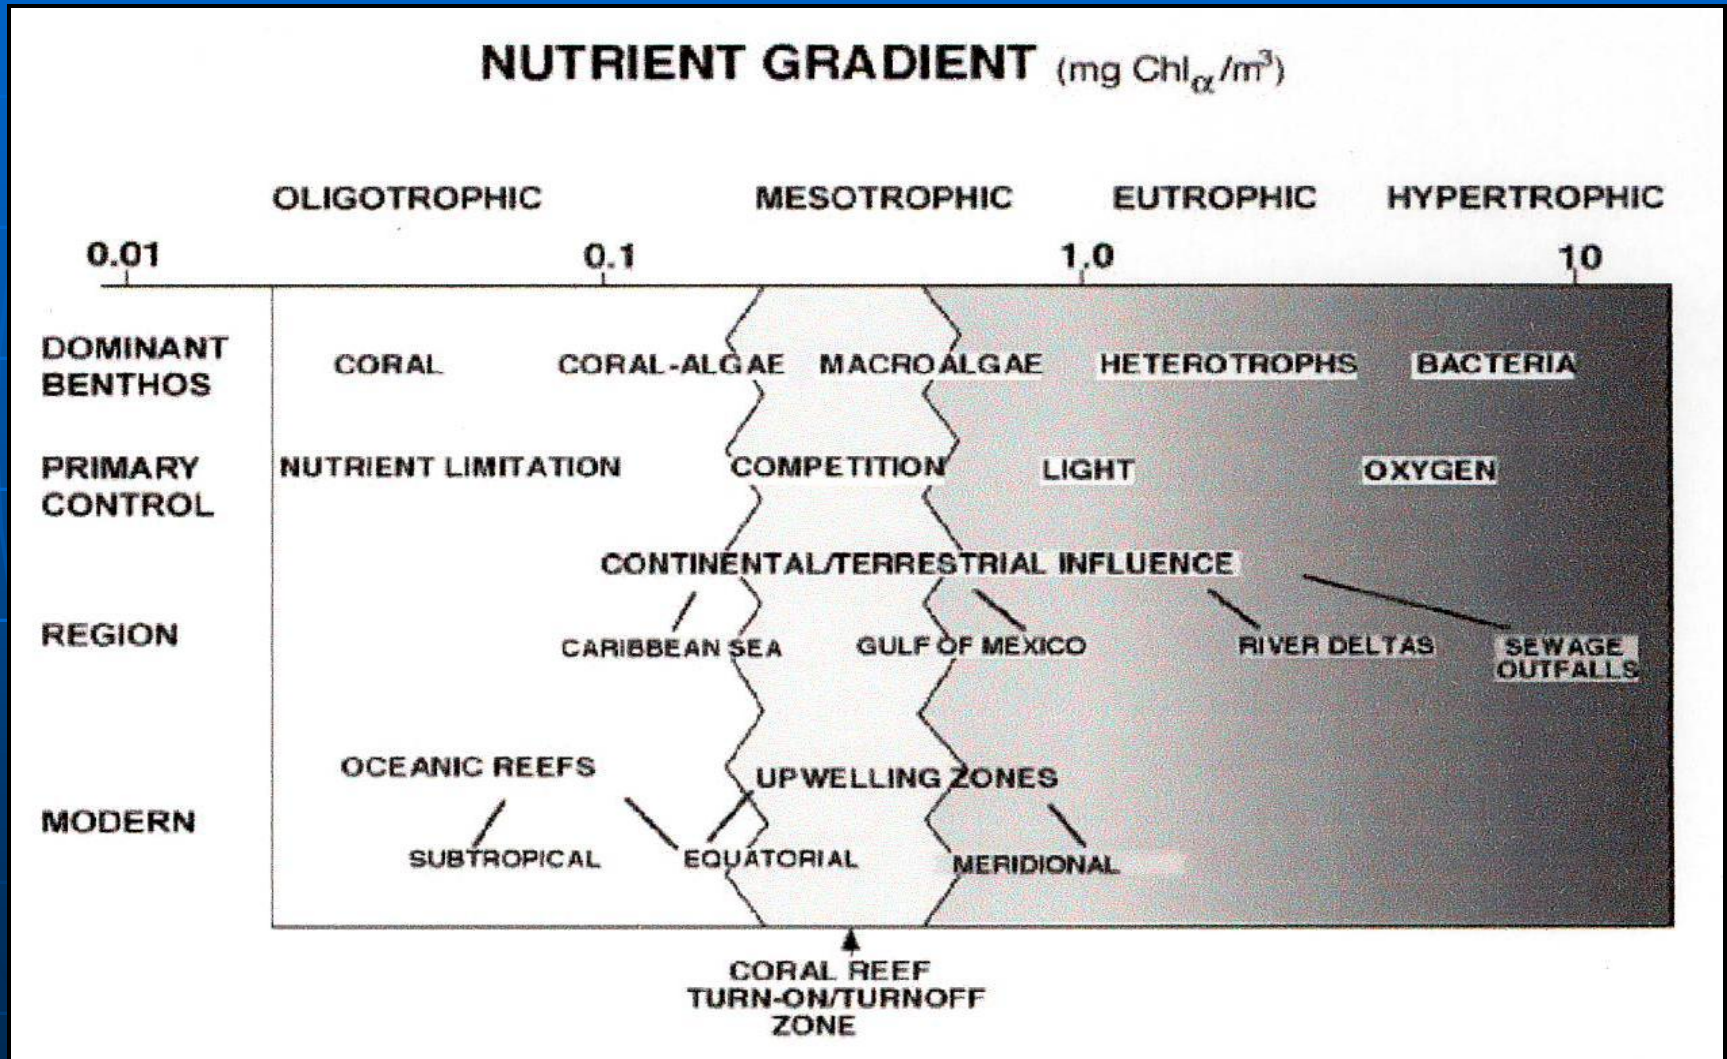 NUTRIENT GRADIENT (mg Chlα/m³)
OLIGOTROPHIC MESOTROPHIC EUTROPHIC HYPERTROPHIC
0.01 0.1 1.0 10
DOMINANT
BENTHOS
CORAL CORAL-ALGAE MACROALGAE HETEROTROPHS BACTERIA
PRIMARY
CONTROL
NUTRIENT LIMITATION COMPETITION LIGHT OXYGEN
CONTINENTAL/TERRESTRIAL INFLUENCE
REGION
CARIBBEAN SEA GULF OF MEXICO RIVER DELTAS SEWAGE
OUTFALLS
OCEANIC REEFS UPWELLING ZONES
MODERN
SUBTROPICAL EQUATORIAL MERIDIONAL
CORAL REEF
TURN-ON/TURNOFF
ZONE